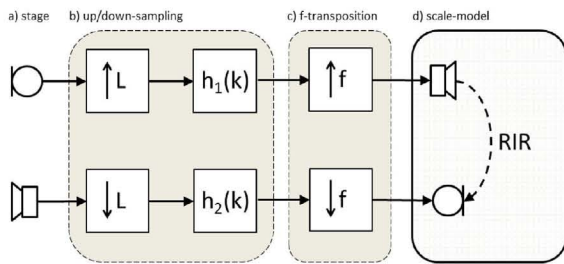 a) stage b) up/down-sampling c) f-transposition d) scale-model
↑L h₁(k) ↑f
RIR
↓L h₂(k) ↓f